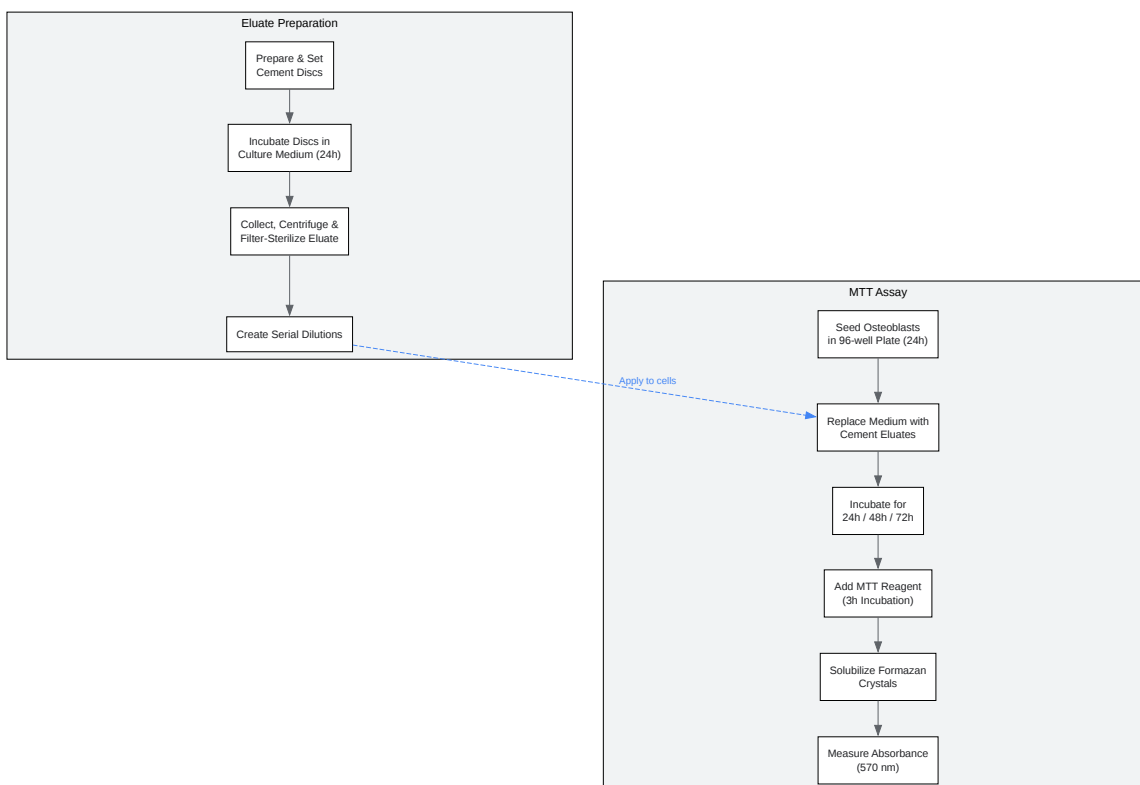 Eluate Preparation
Prepare & Set
Cement Discs
Incubate Discs in
Culture Medium (24h)
Collect, Centrifuge &
Filter-Sterilize Eluate
Create Serial Dilutions
Apply to cells
MTT Assay
Seed Osteoblasts
in 96-well Plate (24h)
Replace Medium with
Cement Eluates
Incubate for
24h / 48h / 72h
Add MTT Reagent
(3h Incubation)
Solubilize Formazan
Crystals
Measure Absorbance
(570 nm)